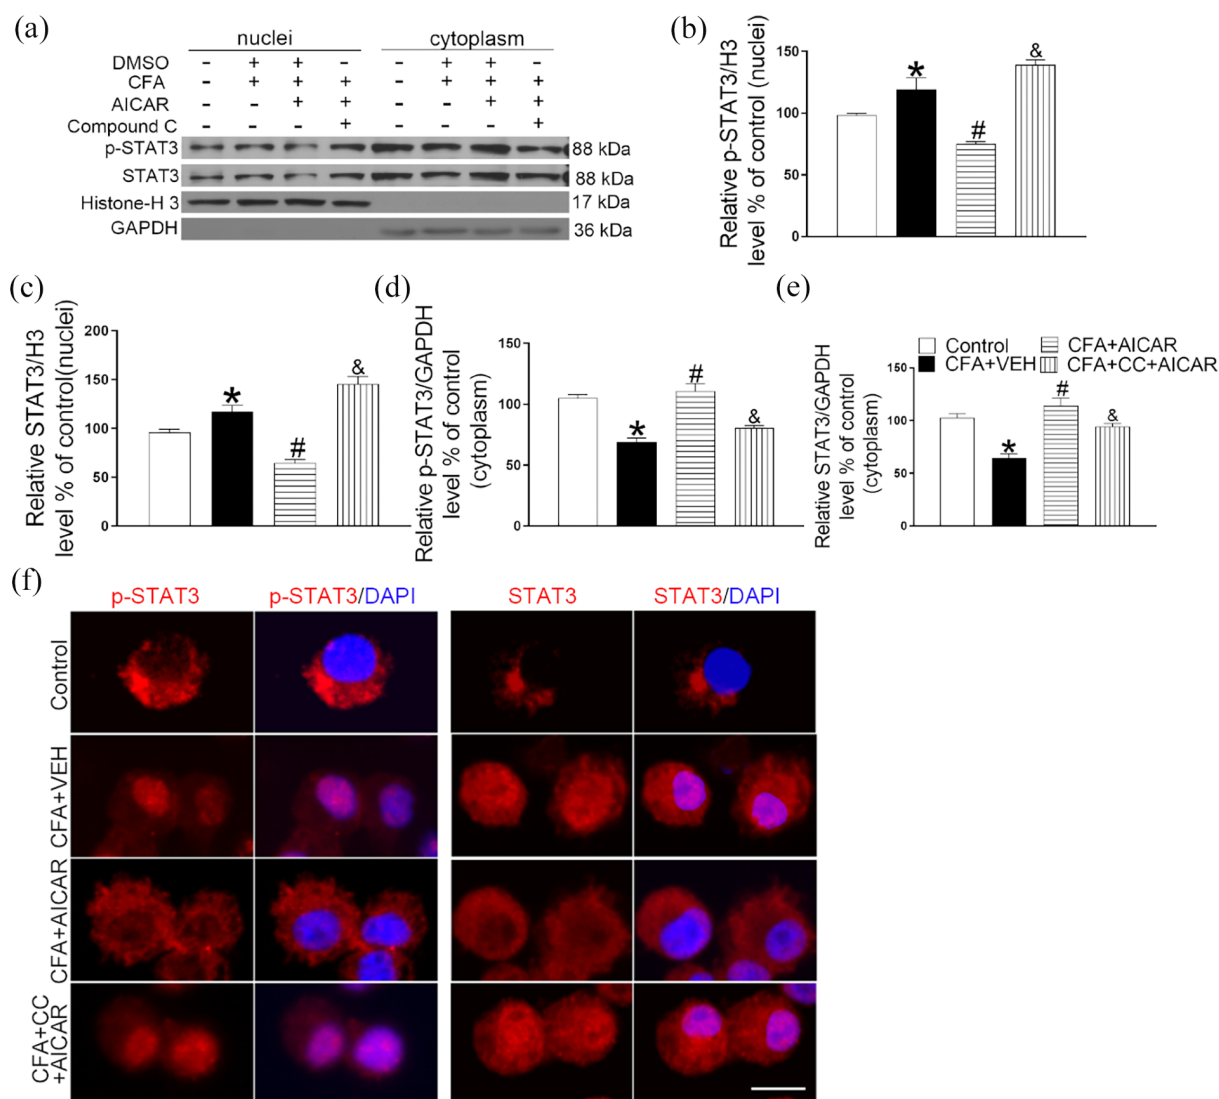 (a)
nuclei cytoplasm
DMSO - + + - - + + -
CFA - + + + - + + +
AICAR - - + + - - + +
Compound C - - - + - - - +
p-STAT3 88 kDa
STAT3 88 kDa
Histone-H 3 17 kDa
GAPDH 36 kDa
(b)
Relative p-STAT3/H3
level % of control (nuclei)
150
100
50
0
*
#
&
(c)
Relative STAT3/H3
level % of control(nuclei)
200
150
100
50
0
*
#
&
(d)
Relative p-STAT3/GAPDH
level % of control
(cytoplasm)
150
100
50
0
*
#
&
(e)
Control CFA+AICAR
CFA+VEH CFA+CC+AICAR
Relative STAT3/GAPDH
level % of control
(cytoplasm)
150
100
50
0
*
#
&
(f)
p-STAT3 p-STAT3/DAPI STAT3 STAT3/DAPI
Control
CFA+VEH
CFA+AICAR
CFA+CC
+AICAR